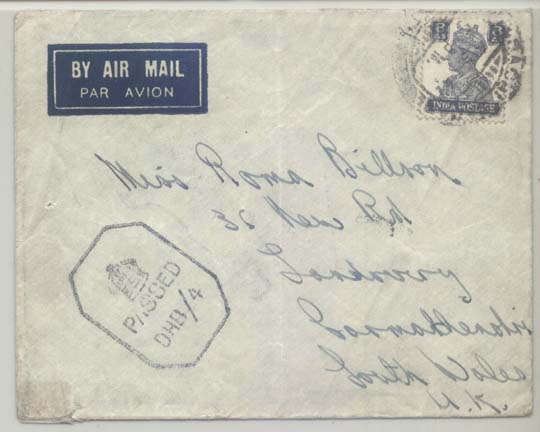 BY AIR MAIL
PAR AVION
INDIA POSTAGE
Miss Roma Billson
36 New Rd
Llandovery
Carmarthenshire
South Wales
U.K.
PASSED
DHB/4